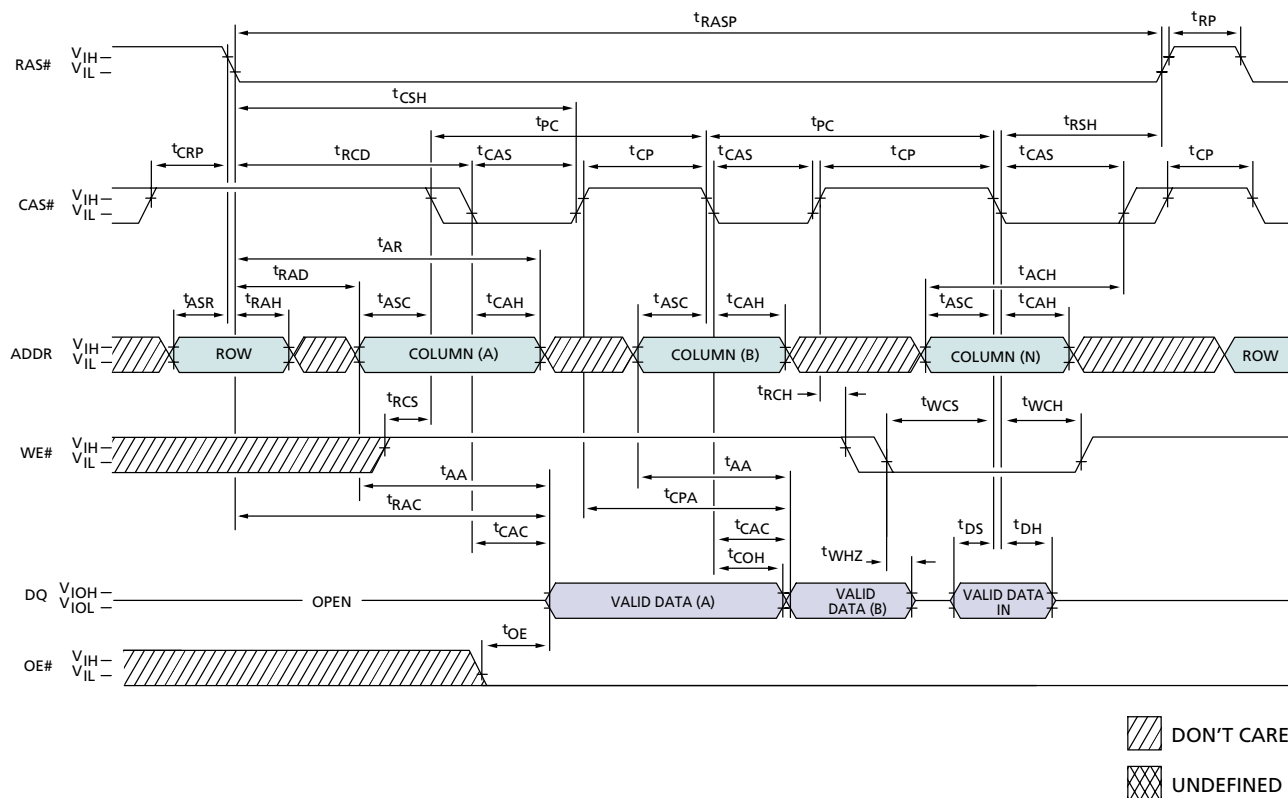 tRASP
tRP
RAS# VIH
VIL
tCSH
tPC tPC tRSH
tCRP tRCD tCAS tCP tCAS tCP tCAS tCP
CAS# VIH
VIL
tAR
tRAD tACH
tASR tRAH tASC tCAH tASC tCAH tASC tCAH
ADDR VIH
VIL
ROW COLUMN (A) COLUMN (B) COLUMN (N) ROW
tRCS tRCH tWCS tWCH
WE# VIH
VIL
tAA tAA
tRAC tCPA
tCAC tCAC tDS tDH
tCOH tWHZ
DQ VIOH
VIOL
OPEN VALID DATA (A) VALID
DATA (B) VALID DATA
IN
tOE
OE# VIH
VIL
DON'T CARE
UNDEFINED